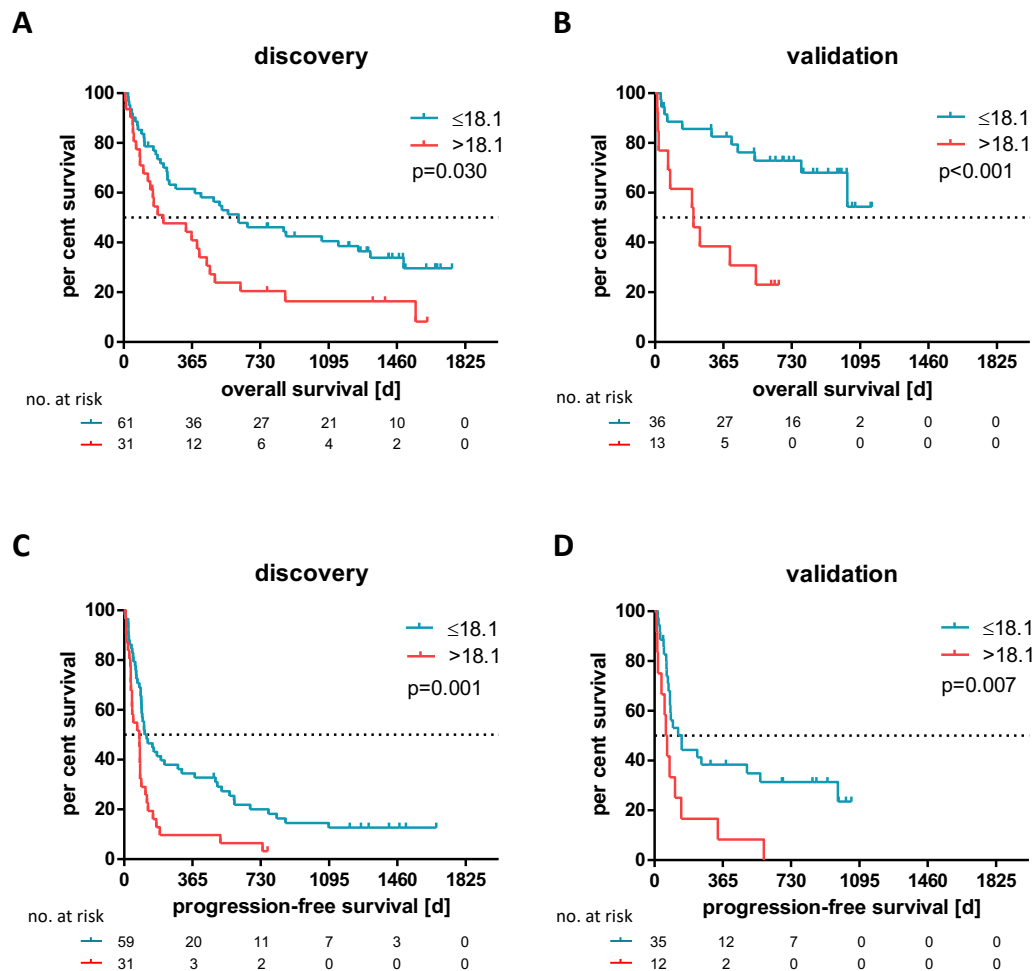 A
discovery
100
80
60
40
20
0
per cent survival
≤18.1
>18.1
p=0.030
0 365 730 1095 1460 1825
overall survival [d]
no. at risk
61 36 27 21 10 0
31 12 6 4 2 0
B
validation
100
80
60
40
20
0
per cent survival
≤18.1
>18.1
p<0.001
0 365 730 1095 1460 1825
overall survival [d]
no. at risk
36 27 16 2 0 0
13 5 0 0 0 0
C
discovery
100
80
60
40
20
0
per cent survival
≤18.1
>18.1
p=0.001
0 365 730 1095 1460 1825
progression-free survival [d]
no. at risk
59 20 11 7 3 0
31 3 2 0 0 0
D
validation
100
80
60
40
20
0
per cent survival
≤18.1
>18.1
p=0.007
0 365 730 1095 1460 1825
progression-free survival [d]
no. at risk
35 12 7 0 0 0
12 2 0 0 0 0